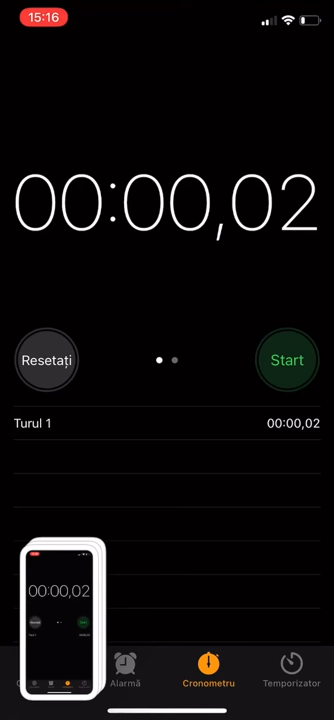 15:16
00:00,02
Resetați
Start
Turul 1
00:00,02
00:00,02
Alarmă
Cronometru
Temporizator